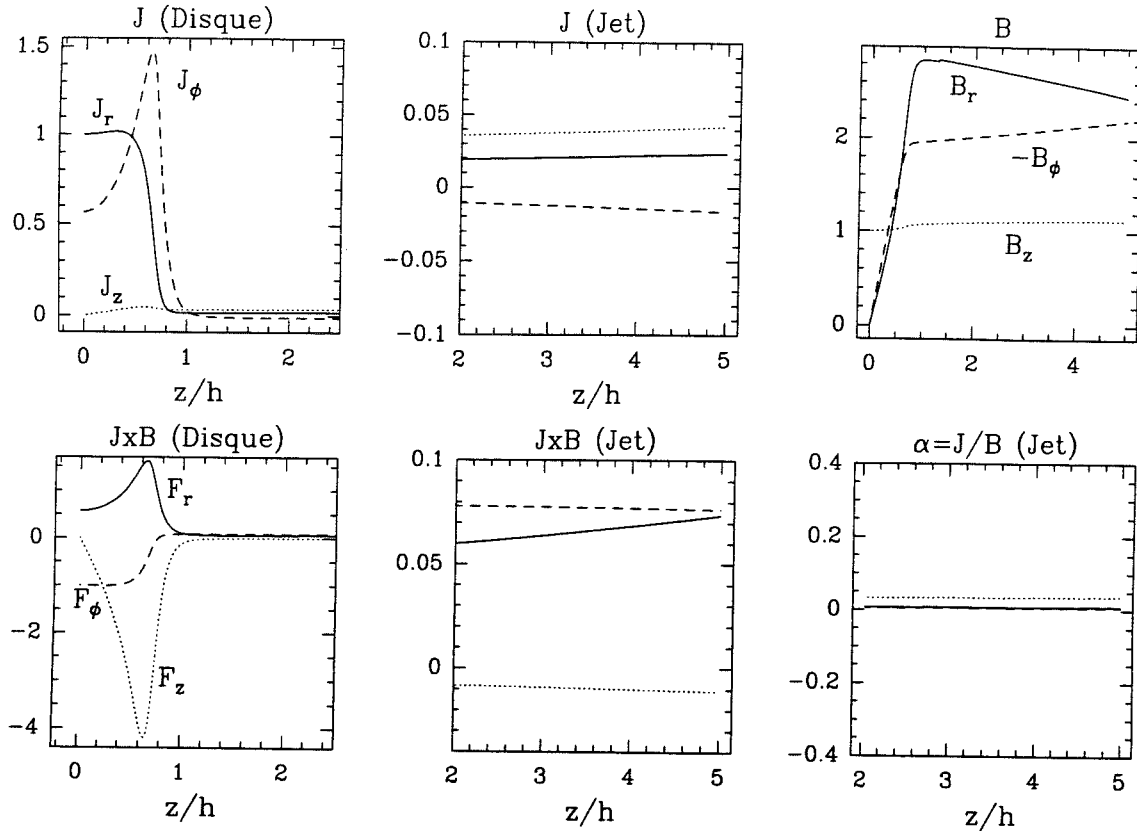 J (Disque)
1.5
1
0.5
0
J_r
J_φ
J_z
0 1 2
z/h
J (Jet)
0.1
0.05
0
-0.05
-0.1
2 3 4 5
z/h
B
2
1
0
B_r
-B_φ
B_z
0 2 4
z/h
JxB (Disque)
0
-2
-4
F_r
F_φ
F_z
0 1 2
z/h
JxB (Jet)
0.1
0.05
0
2 3 4 5
z/h
α=J/B (Jet)
0.4
0.2
0
-0.2
-0.4
2 3 4 5
z/h